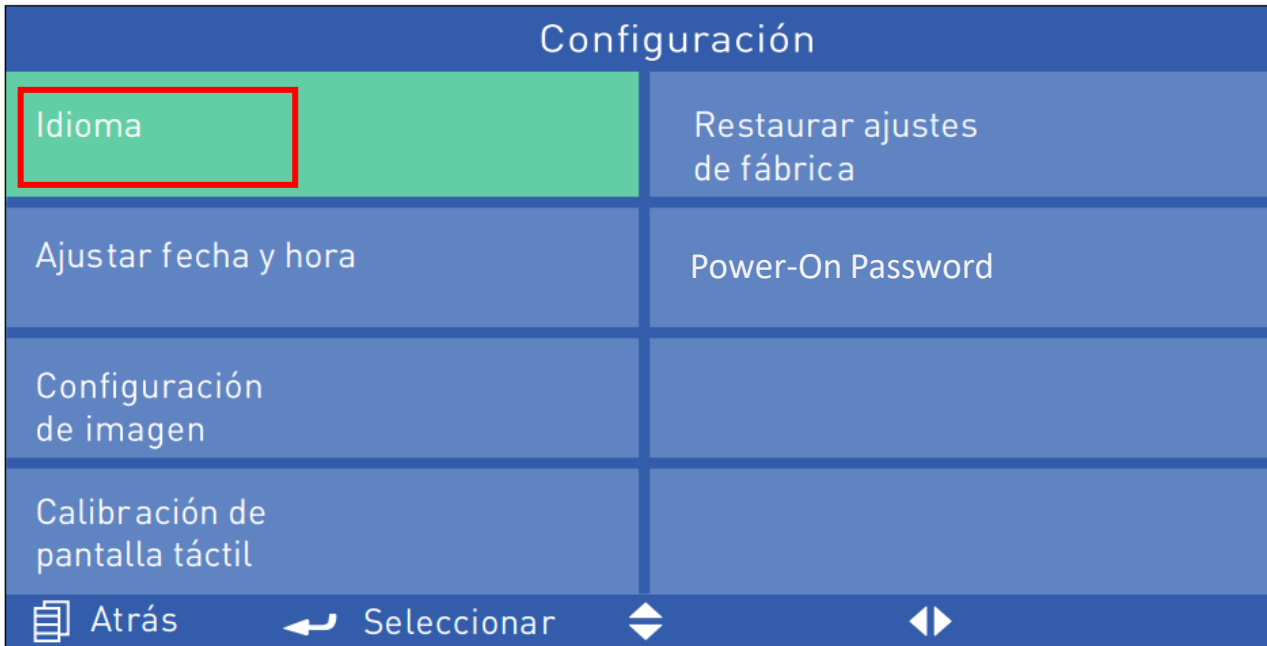 Configuración
Idioma
Restaurar ajustes
de fábrica
Ajustar fecha y hora
Power-On Password
Configuración
de imagen
Calibración de
pantalla táctil
Atrás
Seleccionar